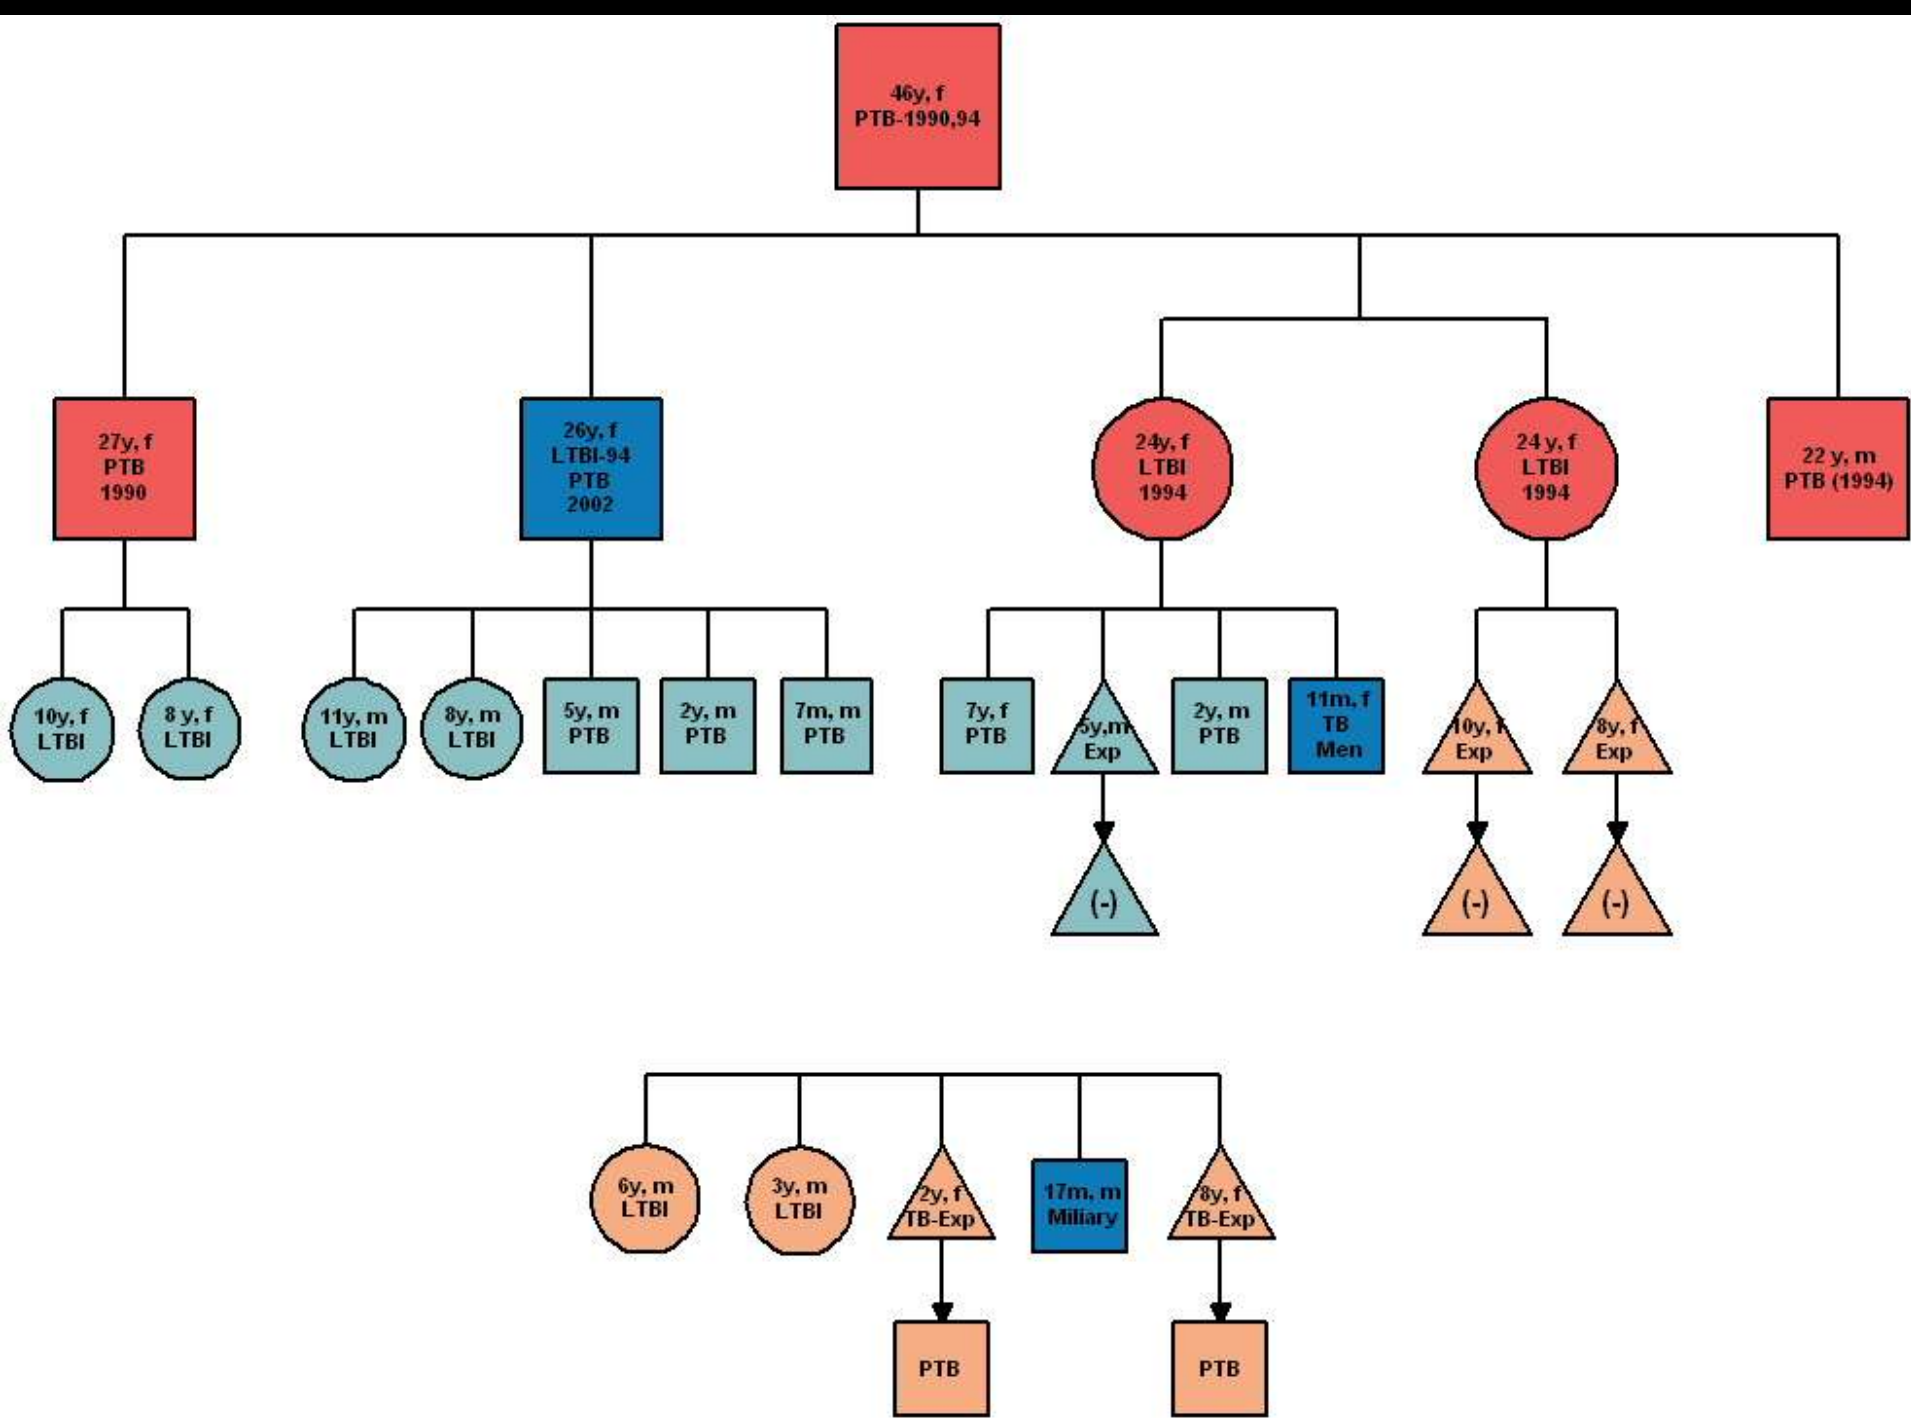 46y, f
PTB-1990,94
27y, f
PTB
1990
26y, f
LTBI-94
PTB
2002
24y, f
LTBI
1994
24 y, f
LTBI
1994
22 y, m
PTB (1994)
10y, f
LTBI
8 y, f
LTBI
11y, m
LTBI
8y, m
LTBI
5y, m
PTB
2y, m
PTB
7m, m
PTB
7y, f
PTB
5y,m
Exp
2y, m
PTB
11m, f
TB
Men
10y, f
Exp
8y, f
Exp
(-)
(-)
(-)
6y, m
LTBI
3y, m
LTBI
2y, f
TB-Exp
17m, m
Miliary
8y, f
TB-Exp
PTB
PTB